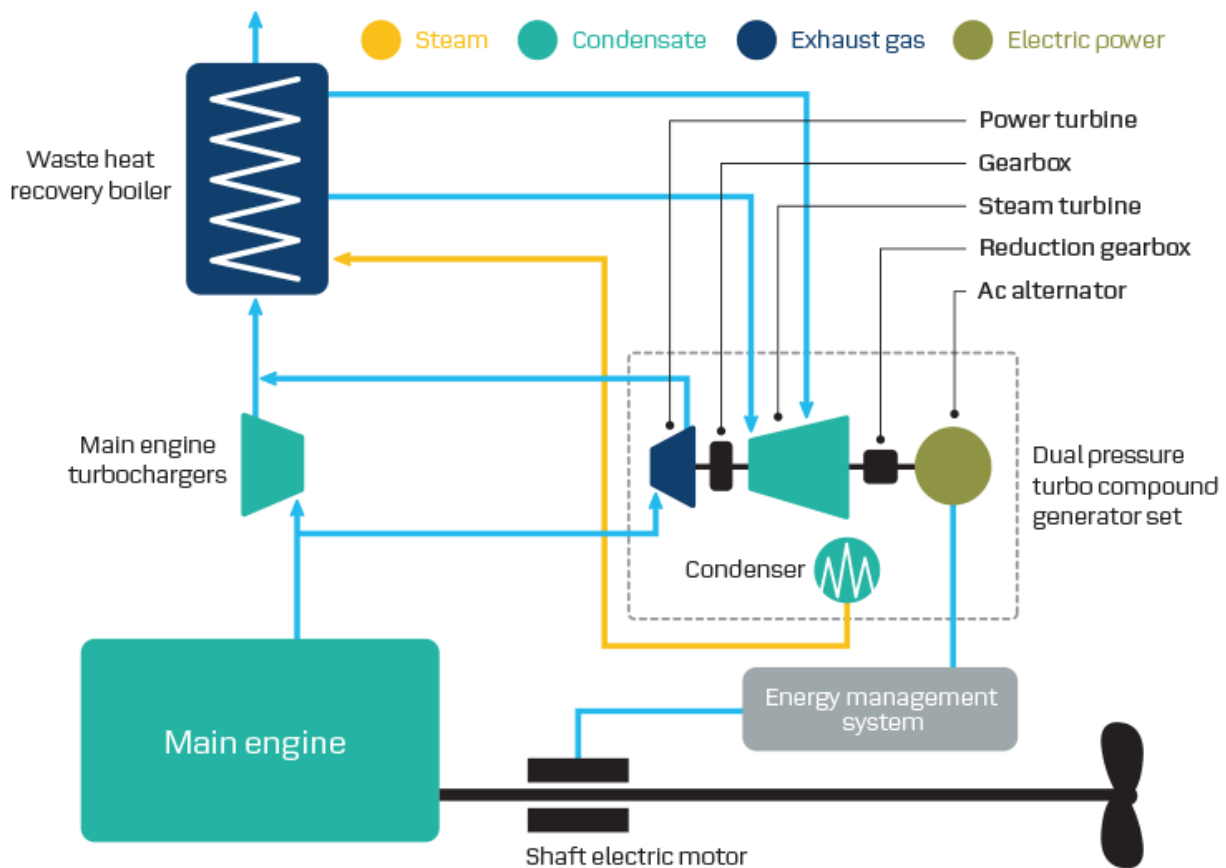 Steam
Condensate
Exhaust gas
Electric power
Waste heat
recovery boiler
Power turbine
Gearbox
Steam turbine
Reduction gearbox
Ac alternator
Main engine
turbochargers
Dual pressure
turbo compound
generator set
Condenser
Energy management
system
Main engine
Shaft electric motor